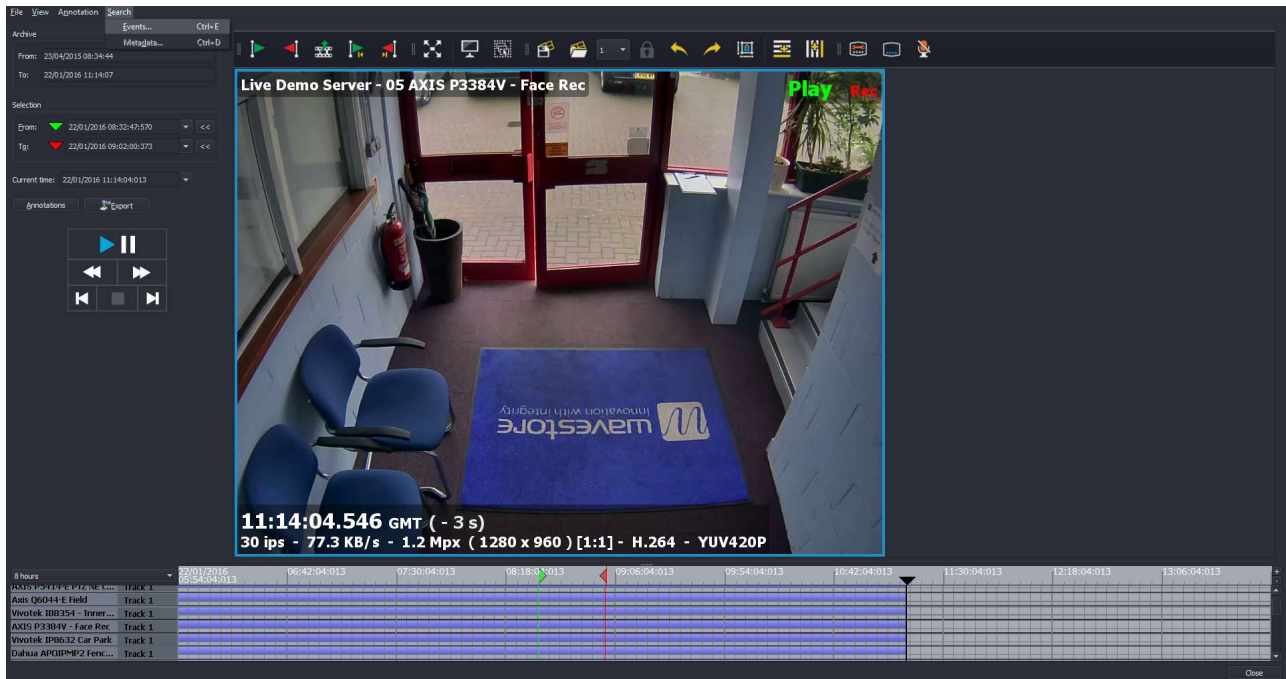 File View Annotation Search
Events... Ctrl+E
Metadata... Ctrl+D
Archive
From: 23/04/2015 08:34:44
To: 22/01/2016 11:14:07
Selection
From: 22/01/2016 08:32:47:570 <<
To: 22/01/2016 09:02:00:373 <<
Current time: 22/01/2016 11:14:04:013
Annotations Export
1
Live Demo Server - 05 AXIS P3384V - Face Rec
Play Rec
wavestore
innovation with integrity
11:14:04.546 GMT ( - 3 s)
30 ips - 77.3 KB/s - 1.2 Mpx ( 1280 x 960 ) [1:1] - H.264 - YUV420P
8 hours
22/01/2016
05:54:04:013 06:42:04:013 07:30:04:013 08:18:04:013 09:06:04:013 09:54:04:013 10:42:04:013 11:30:04:013 12:18:04:013 13:06:04:013
Track 1
Axis Q6044-E Field Track 1
Vivotek IB8354 - Inner... Track 1
AXIS P3384V - Face Rec Track 1
Vivotek IP8632 Car Park Track 1
Dahua APOIPMP2 Fenc... Track 1
Close